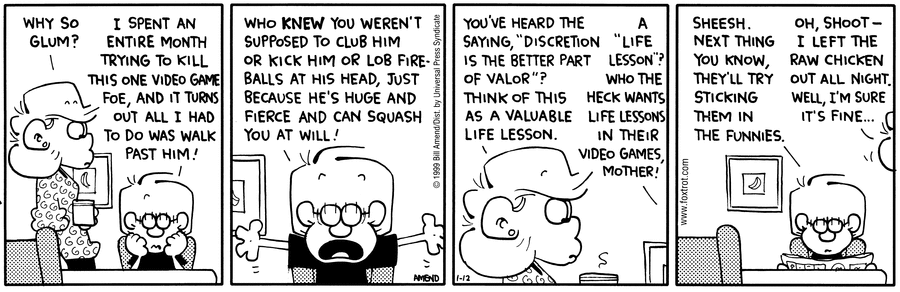 WHY SO
GLUM?
I SPENT AN
ENTIRE MONTH
TRYING TO KILL
THIS ONE VIDEO GAME
FOE, AND IT TURNS
OUT ALL I HAD
TO DO WAS WALK
PAST HIM!
WHO KNEW YOU WEREN'T
SUPPOSED TO CLUB HIM
OR KICK HIM OR LOB FIRE-
BALLS AT HIS HEAD, JUST
BECAUSE HE'S HUGE AND
FIERCE AND CAN SQUASH
YOU AT WILL!
AMEND
© 1999 Bill Amend/Dist. by Universal Press Syndicate
YOU'VE HEARD THE
SAYING, "DISCRETION
IS THE BETTER PART
OF VALOR"?
THINK OF THIS
AS A VALUABLE
LIFE LESSON.
A
"LIFE
LESSON"?
WHO THE
HECK WANTS
LIFE LESSONS
IN THEIR
VIDEO GAMES,
MOTHER!
1-12
SHEESH.
NEXT THING
YOU KNOW,
THEY'LL TRY
STICKING
THEM IN
THE FUNNIES.
OH, SHOOT–
I LEFT THE
RAW CHICKEN
OUT ALL NIGHT.
WELL, I'M SURE
IT'S FINE...
www.foxtrot.com